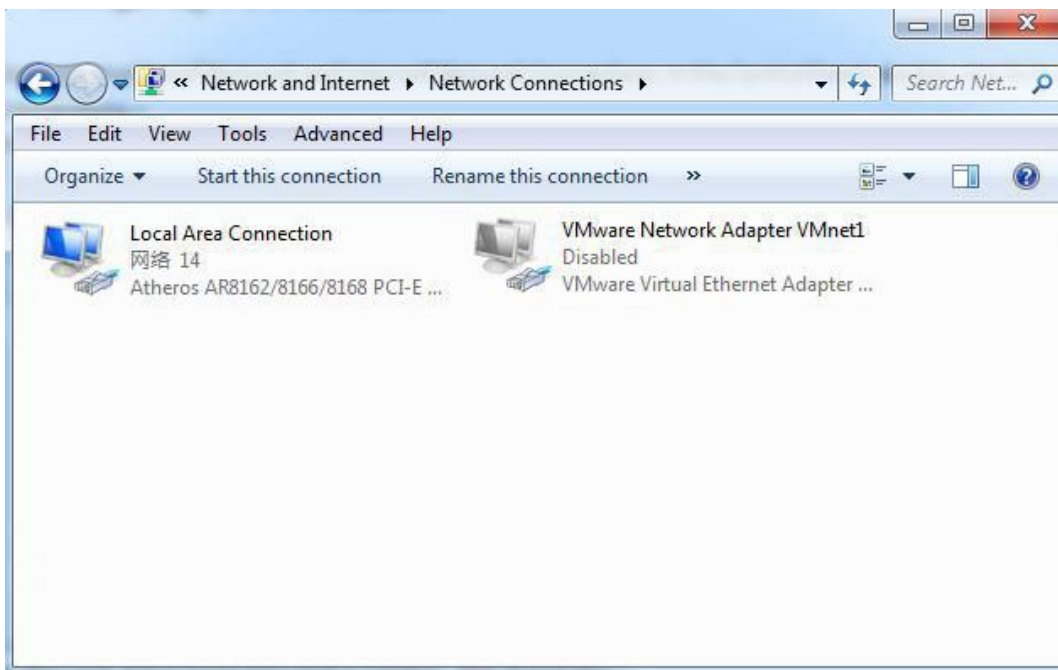 « Network and Internet ▸ Network Connections ▸
Search Net...
File Edit View Tools Advanced Help
Organize ▾ Start this connection Rename this connection »
Local Area Connection
网络 14
Atheros AR8162/8166/8168 PCI-E ...
VMware Network Adapter VMnet1
Disabled
VMware Virtual Ethernet Adapter ...